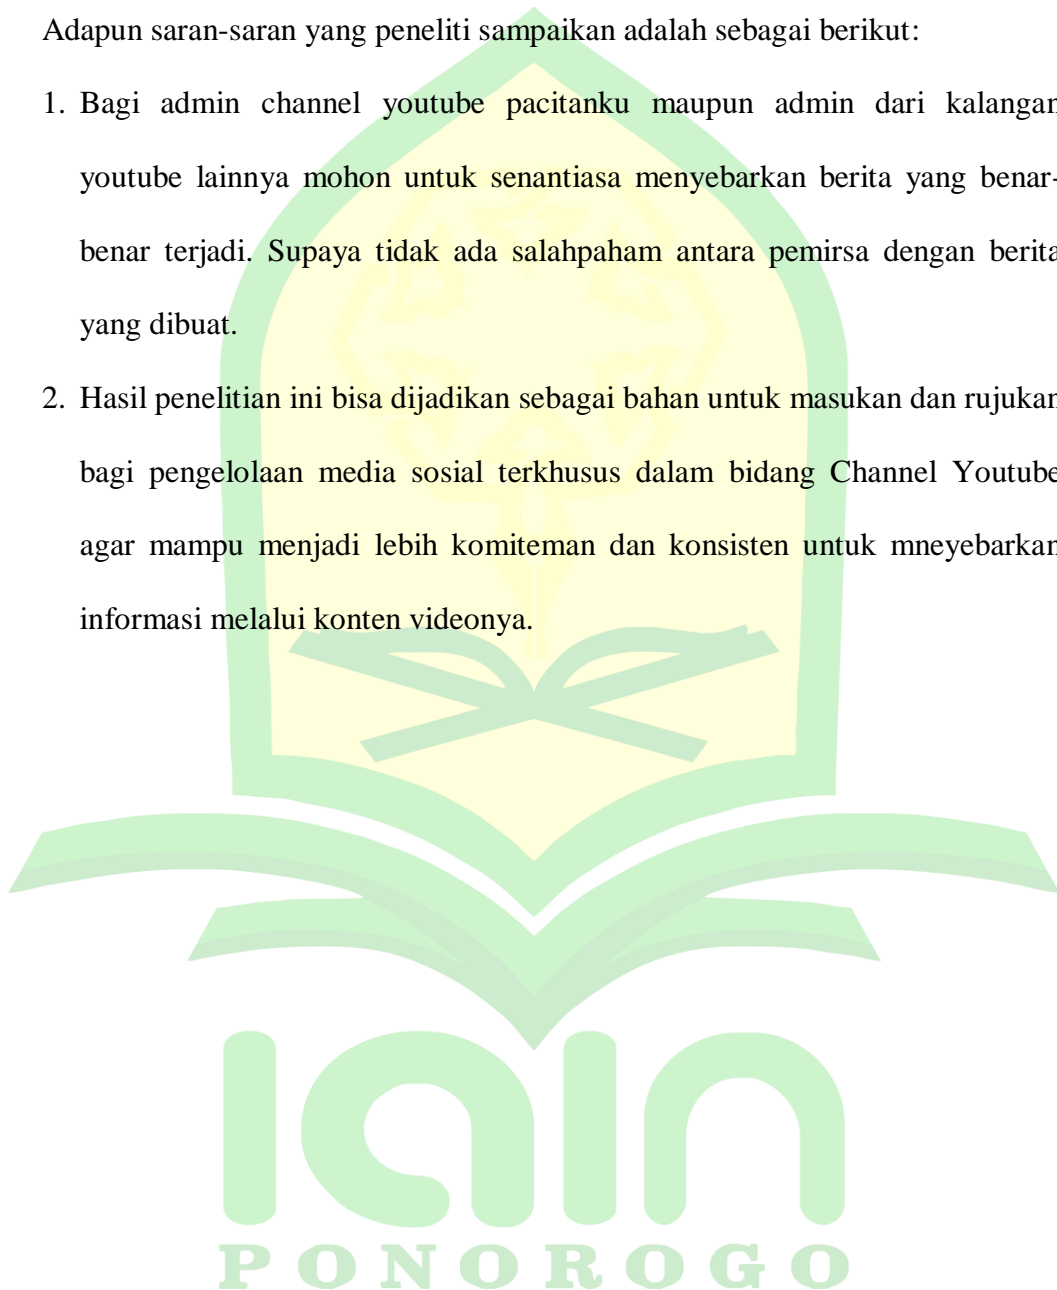 Adapun saran-saran yang peneliti sampaikan adalah sebagai berikut:
1. Bagi admin channel youtube pacitanku maupun admin dari kalangan
youtube lainnya mohon untuk senantiasa menyebarkan berita yang benar-
benar terjadi. Supaya tidak ada salahpaham antara pemirsa dengan berita
yang dibuat.
2. Hasil penelitian ini bisa dijadikan sebagai bahan untuk masukan dan rujukan
bagi pengelolaan media sosial terkhusus dalam bidang Channel Youtube
agar mampu menjadi lebih komiteman dan konsisten untuk mneyebarkan
informasi melalui konten videonya.
IAIN
PONOROGO